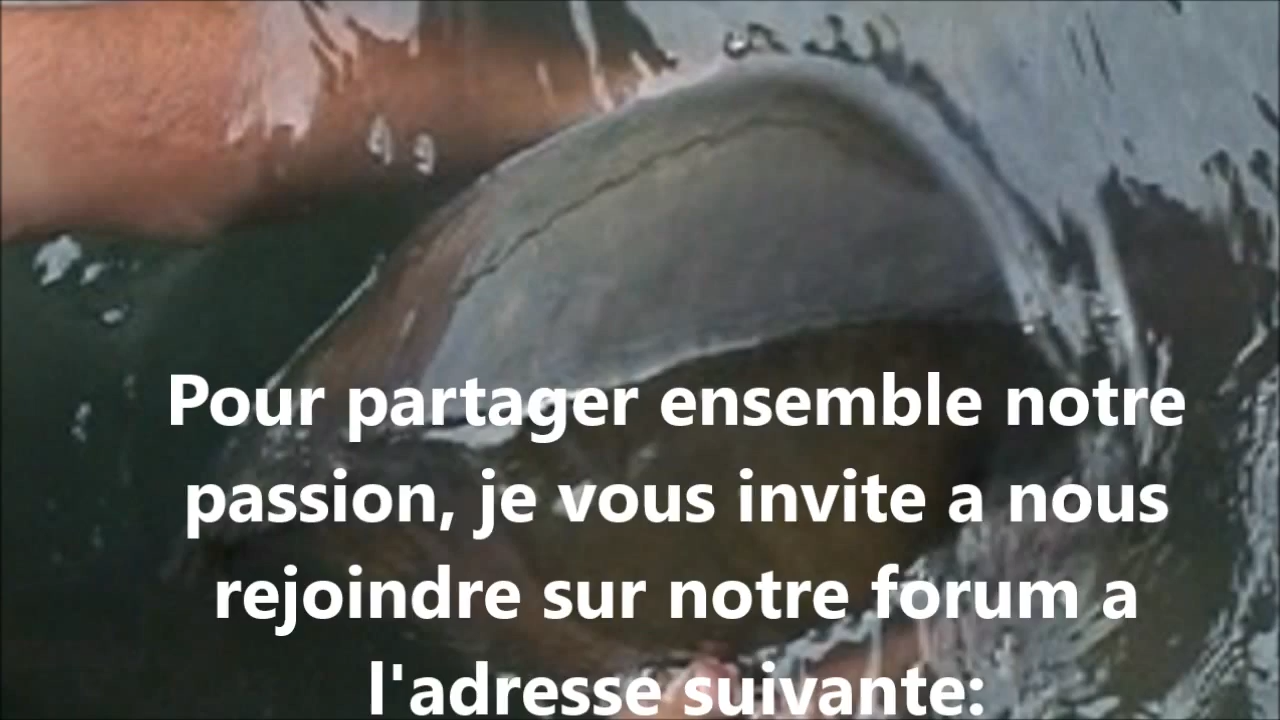 Pour partager ensemble notre
passion, je vous invite a nous
rejoindre sur notre forum a
l'adresse suivante: